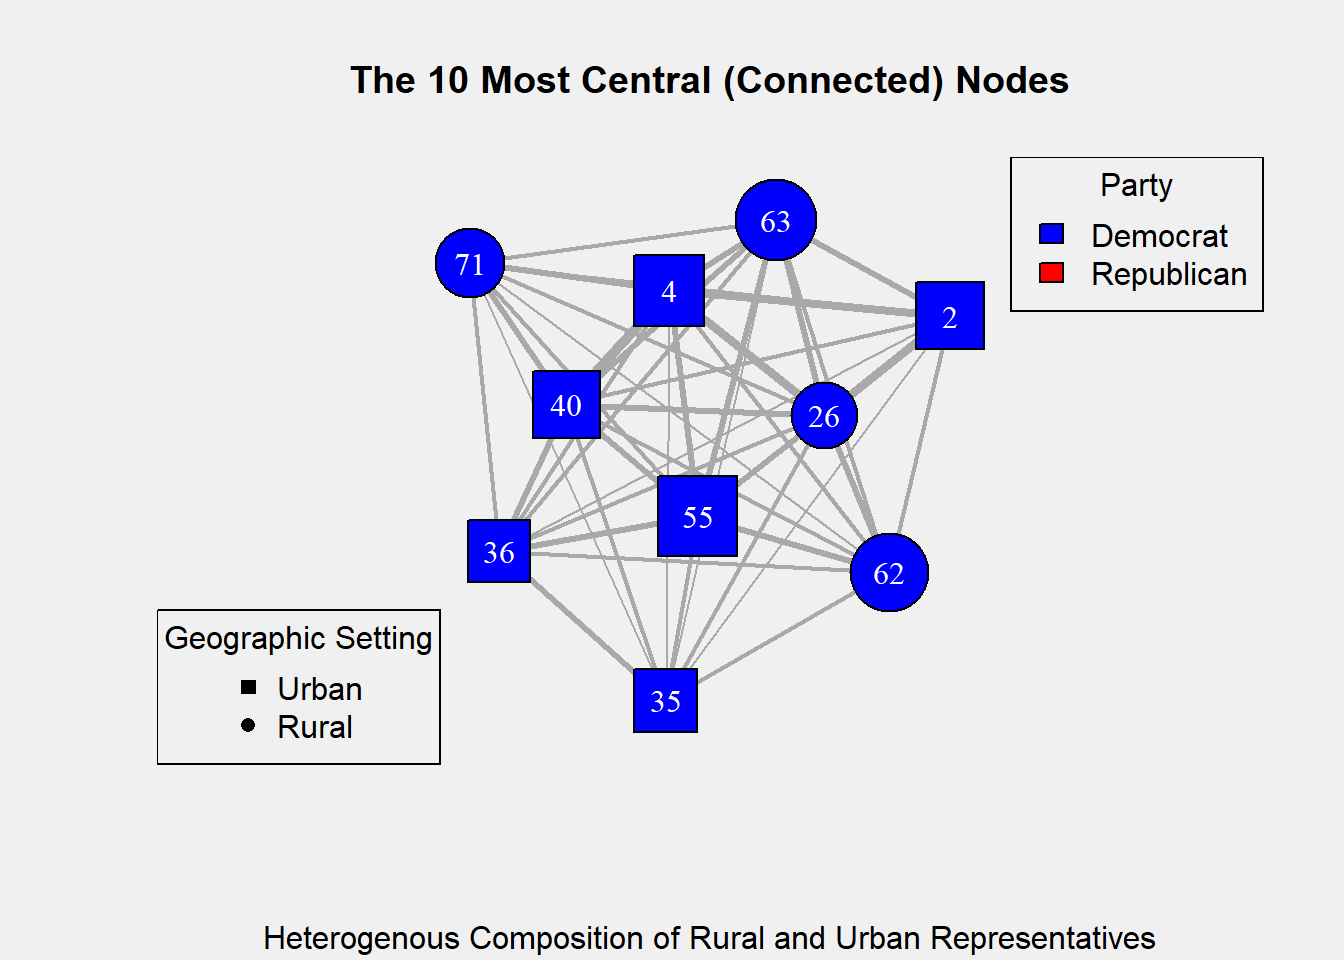 The 10 Most Central (Connected) Nodes
Party
Democrat
Republican
63
71
4
2
40
26
55
36
62
35
Geographic Setting
Urban
Rural
Heterogenous Composition of Rural and Urban Representatives